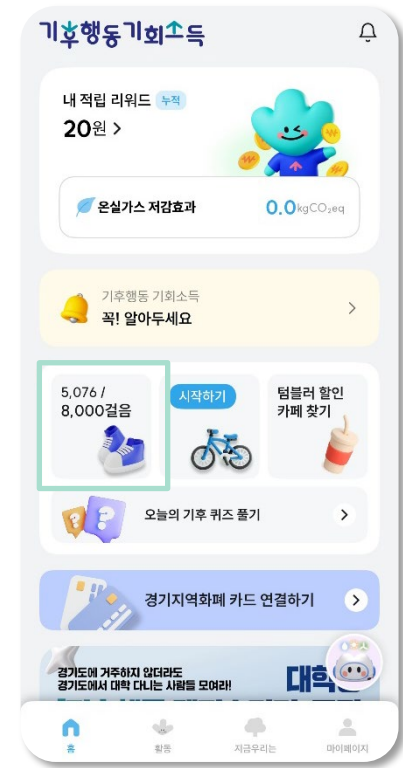 기후행동기회소득
내 적립 리워드 누적
20원 >
온실가스 저감효과 0.0kgCO₂eq
기후행동 기회소득
꼭! 알아두세요 >
5,076 /
8,000걸음
시작하기
텀블러 할인
카페 찾기
오늘의 기후 퀴즈 풀기 >
경기지역화폐 카드 연결하기 >
경기도에 거주하지 않더라도
경기도에서 대학 다니는 사람들 모여라!
홈 활동 지금우리는 마이페이지